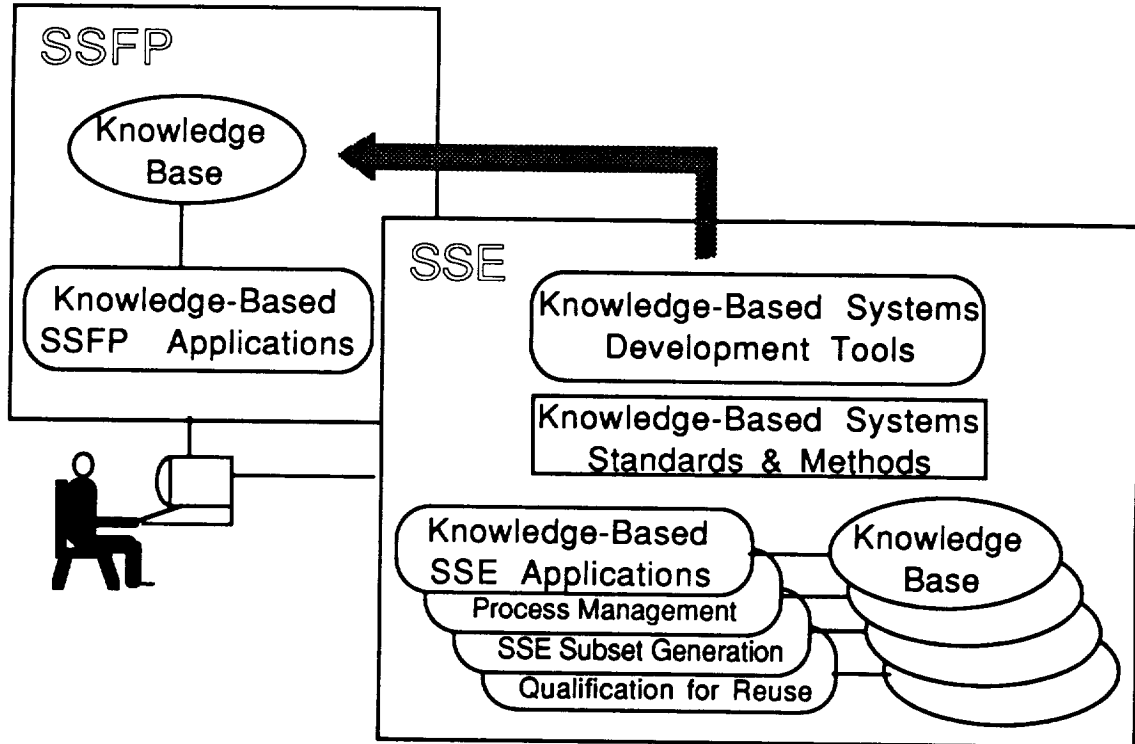 SSFP
Knowledge
Base
Knowledge-Based
SSFP Applications
SSE
Knowledge-Based Systems
Development Tools
Knowledge-Based Systems
Standards & Methods
Knowledge-Based
SSE Applications
Process Management
SSE Subset Generation
Qualification for Reuse
Knowledge
Base